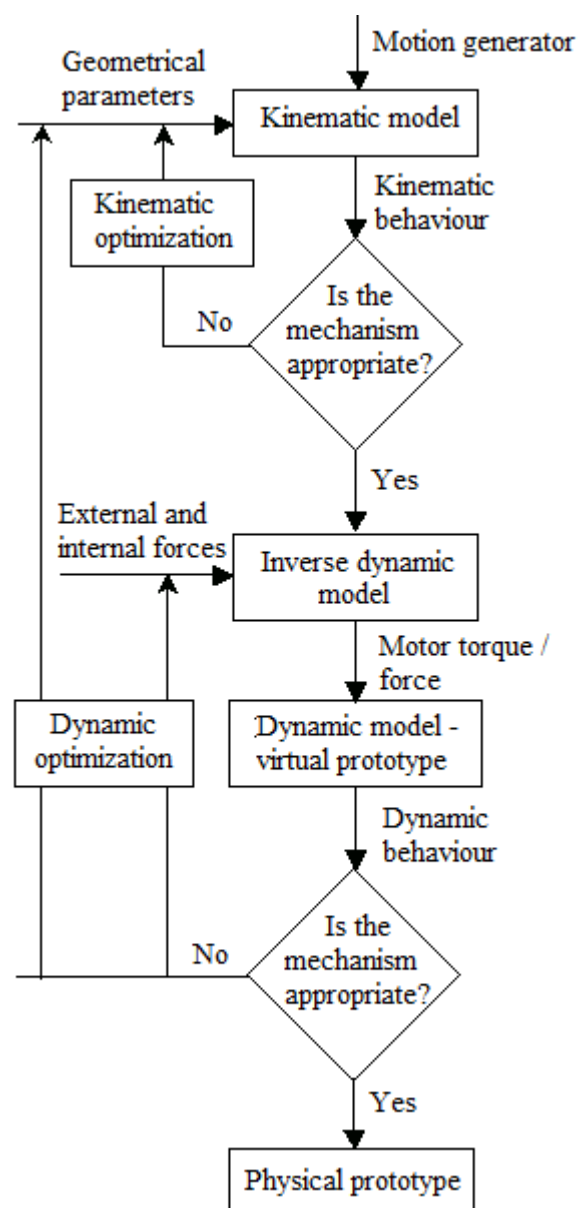 Motion generator
Geometrical
parameters
Kinematic model
Kinematic
behaviour
Kinematic
optimization
Is the
mechanism
appropriate?
No
Yes
External and
internal forces
Inverse dynamic
model
Motor torque /
force
Dynamic
optimization
Dynamic model -
virtual prototype
Dynamic
behaviour
Is the
mechanism
appropriate?
No
Yes
Physical prototype